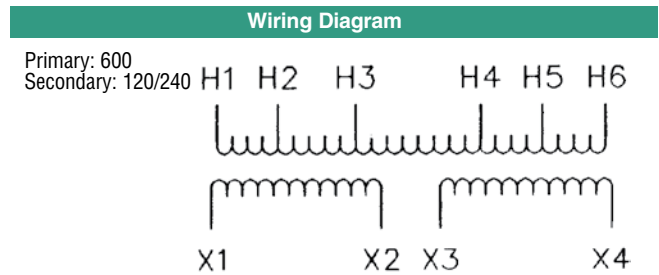 Wiring Diagram
Primary: 600
Secondary: 120/240
H1 H2 H3 H4 H5 H6
X1 X2 X3 X4